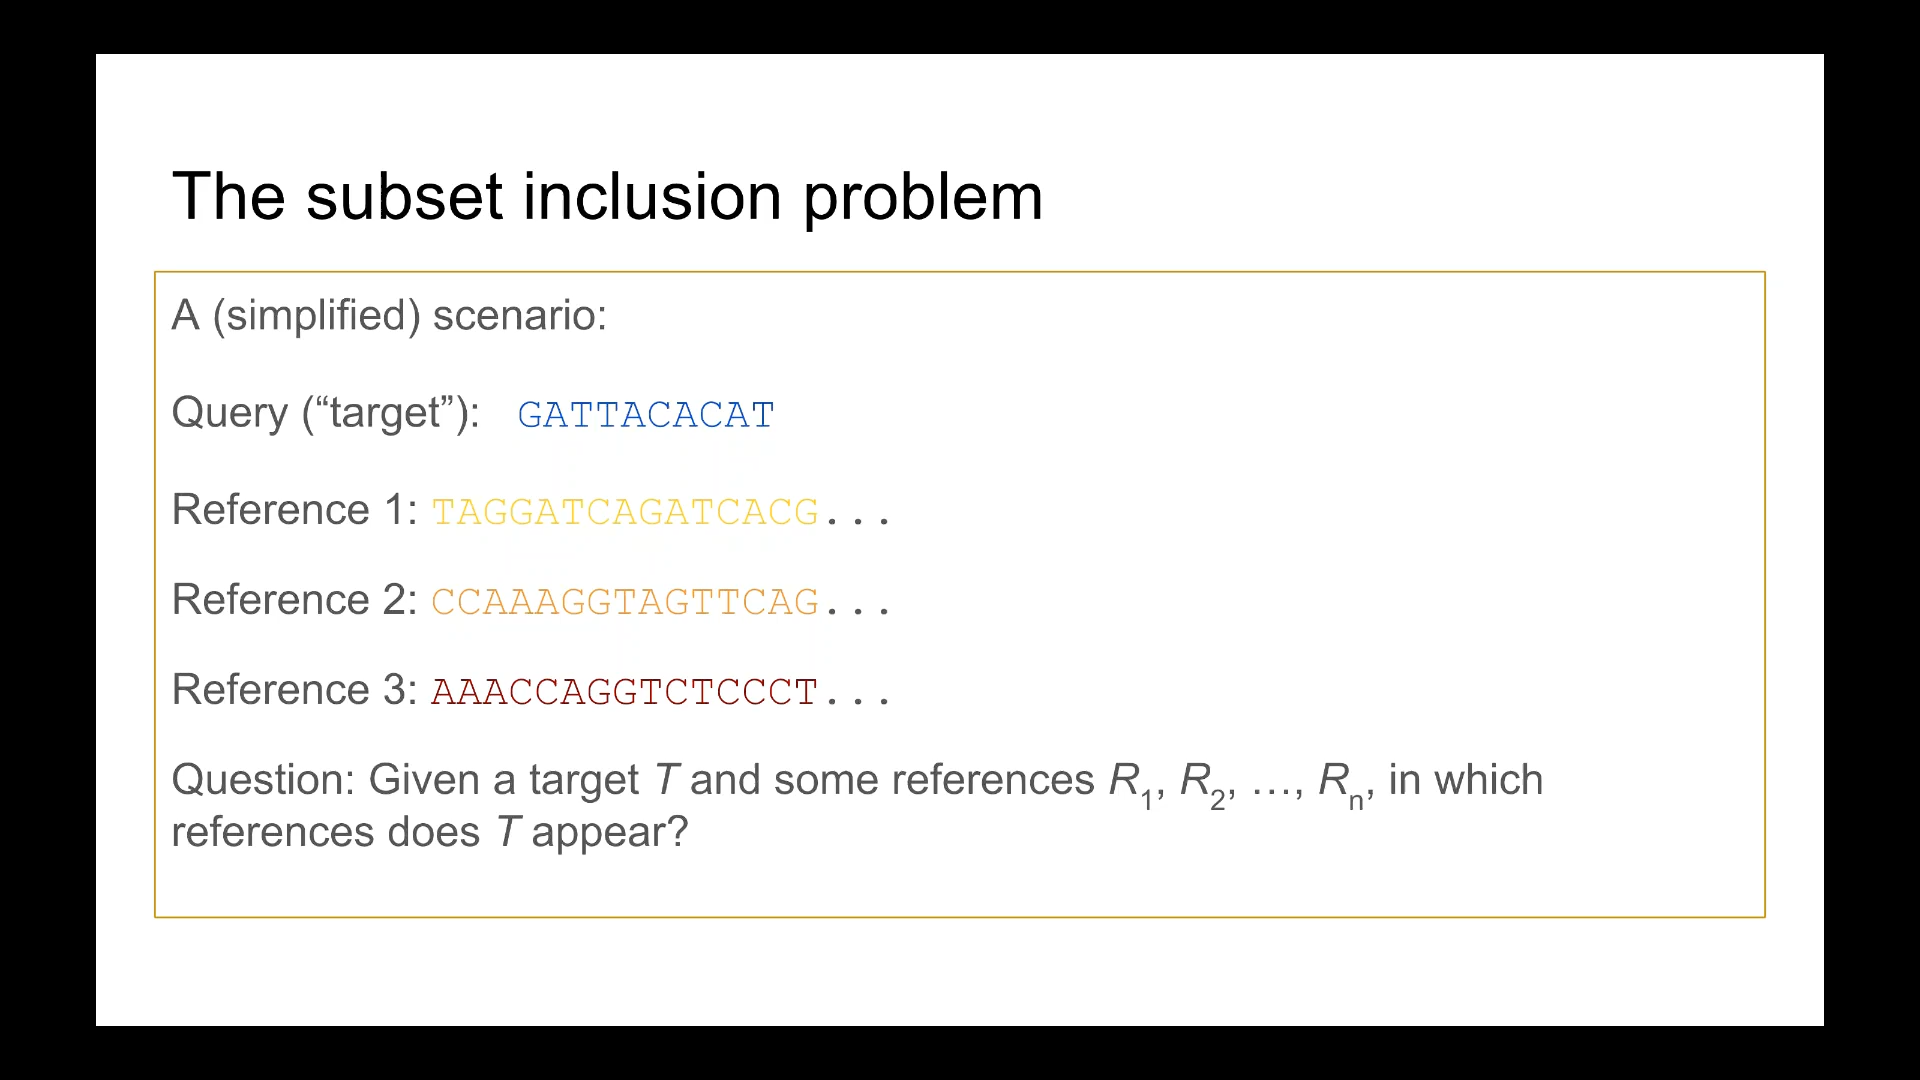 The subset inclusion problem
A (simplified) scenario:
Query (“target”): GATTACACAT
Reference 1: TAGGATCAGATCACG...
Reference 2: CCAAAGGTAGTTCAG...
Reference 3: AAACCAGGTCTCCCT...
Question: Given a target T and some references R1, R2, …, Rn, in which
references does T appear?